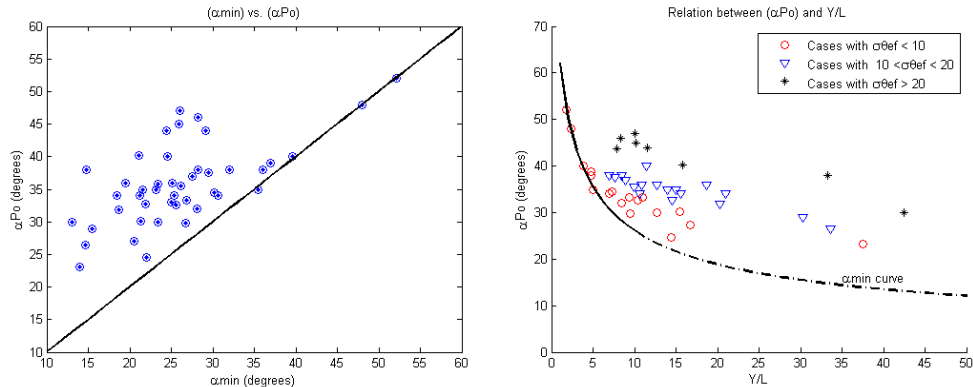 (αmin) vs. (αPo)
60
55
50
45
40
35
30
25
20
15
10
αPo (degrees)
10 15 20 25 30 35 40 45 50 55 60
αmin (degrees)
Relation between (αPo) and Y/L
Cases with σθef < 10
Cases with 10 <σθef < 20
Cases with σθef > 20
70
60
50
40
30
20
10
0
αPo (degrees)
αmin curve
0 5 10 15 20 25 30 35 40 45 50
Y/L